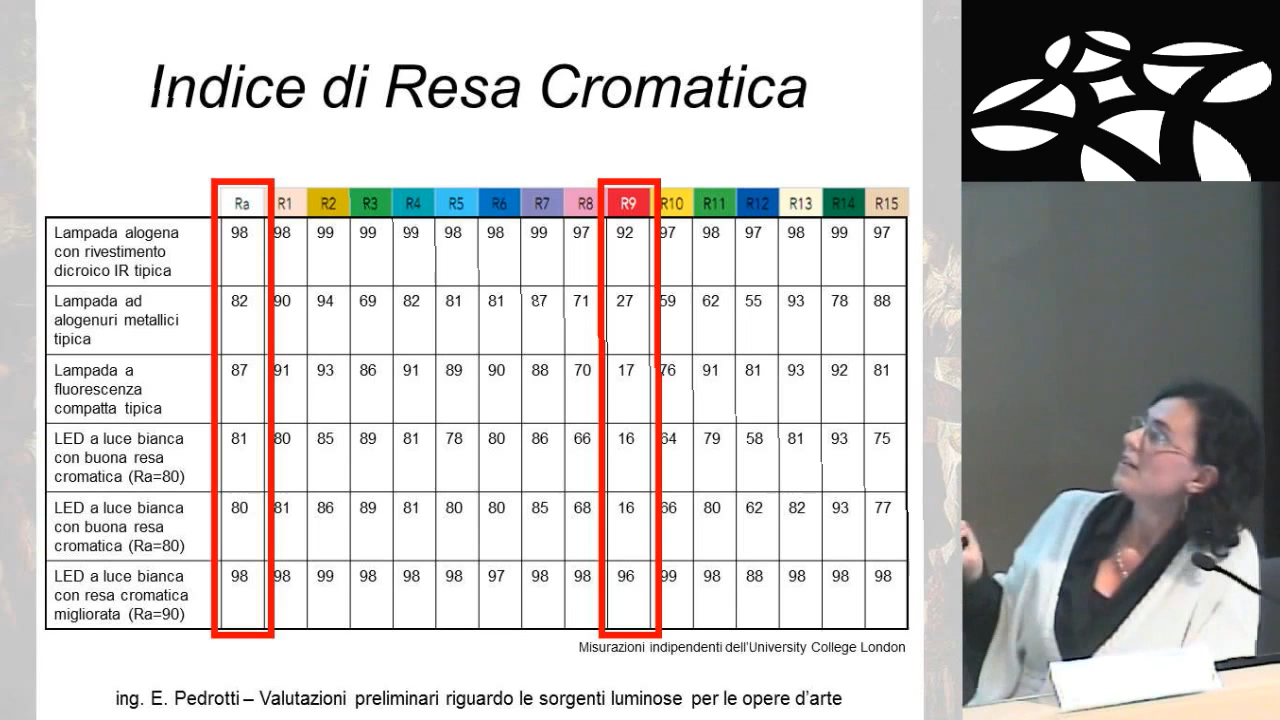 Indice di Resa Cromatica
Ra R1 R2 R3 R4 R5 R6 R7 R8 R9 R10 R11 R12 R13 R14 R15
Lampada alogena
con rivestimento
dicroico IR tipica
98 98 99 99 99 98 98 99 97 92 97 98 97 98 99 97
Lampada ad
alogenuri metallici
tipica
82 90 94 69 82 81 81 87 71 27 59 62 55 93 78 88
Lampada a
fluorescenza
compatta tipica
87 91 93 86 91 89 90 88 70 17 76 91 81 93 92 81
LED a luce bianca
con buona resa
cromatica (Ra=80)
81 80 85 89 81 78 80 86 66 16 64 79 58 81 93 75
LED a luce bianca
con buona resa
cromatica (Ra=80)
80 81 86 89 81 80 80 85 68 16 66 80 62 82 93 77
LED a luce bianca
con resa cromatica
migliorata (Ra=90)
98 98 99 98 98 98 97 98 98 96 99 98 88 98 98 98
Misurazioni indipendenti dell'University College London
ing. E. Pedrotti – Valutazioni preliminari riguardo le sorgenti luminose per le opere d'arte